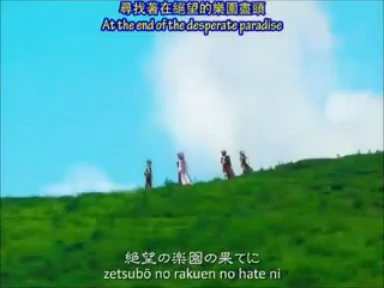 尋找著在絕望的樂園盡頭
At the end of the desperate paradise
絶望の楽園の果てに
zetsubō no rakuen no hate ni